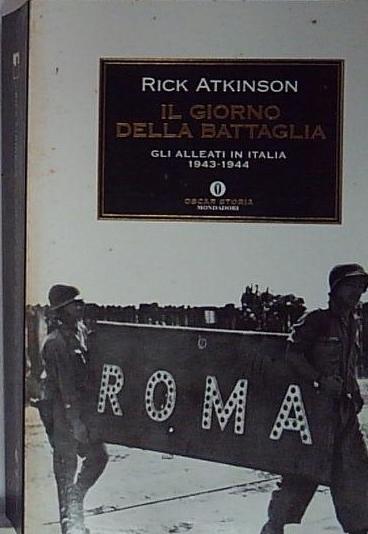 RICK ATKINSON
IL GIORNO
DELLA BATTAGLIA
GLI ALLEATI IN ITALIA
1943-1944
OSCAR STORIA
MONDADORI
ROMA